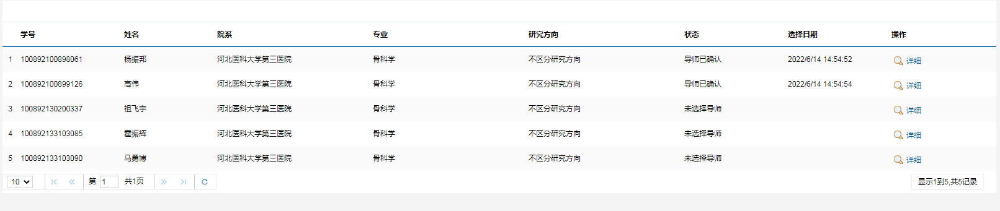 学号 姓名 院系 专业 研究方向 状态 选择日期 操作
1 100892100898061 杨振邦 河北医科大学第三医院 骨科学 不区分研究方向 导师已确认 2022/6/14 14:54:52 详细
2 100892100899126 高伟 河北医科大学第三医院 骨科学 不区分研究方向 导师已确认 2022/6/14 14:54:54 详细
3 100892130200337 祖飞宇 河北医科大学第三医院 骨科学 不区分研究方向 未选择导师 详细
4 100892133103085 霍振辉 河北医科大学第三医院 骨科学 不区分研究方向 未选择导师 详细
5 100892133103090 马勇博 河北医科大学第三医院 骨科学 不区分研究方向 未选择导师 详细
10 第 1 共1页 显示1到5,共5记录